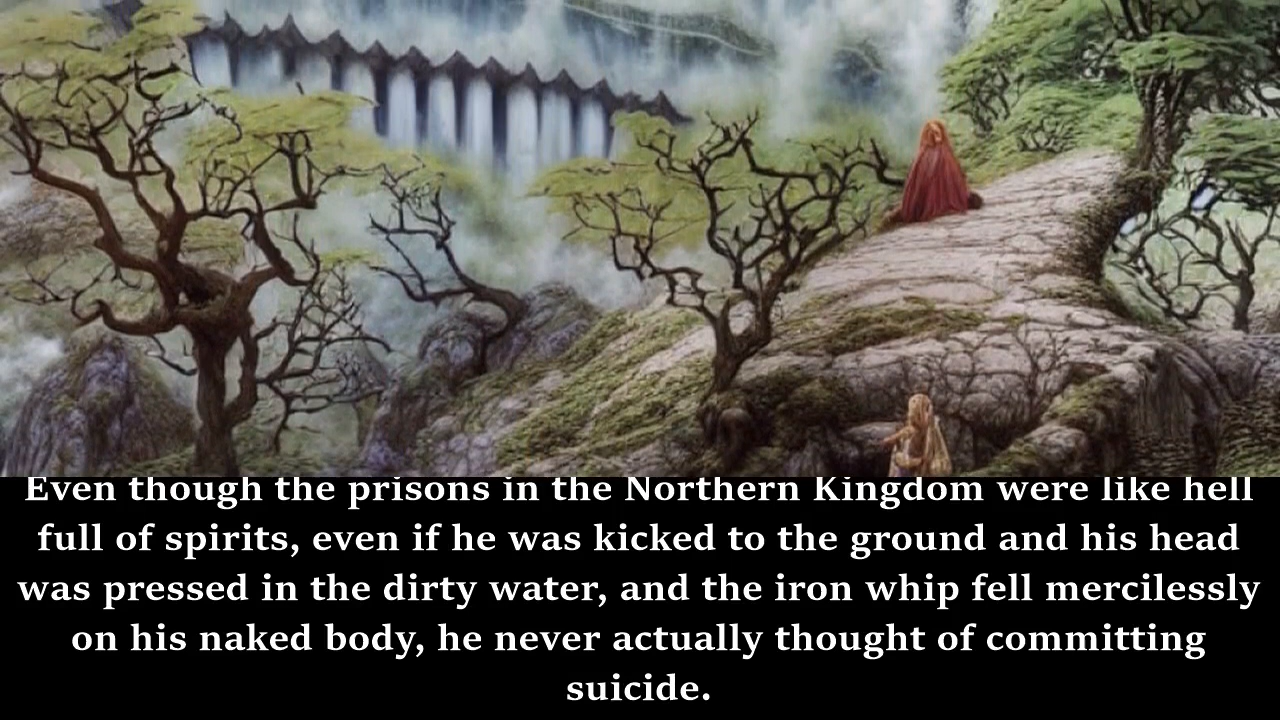 Even though the prisons in the Northern Kingdom were like hell
full of spirits, even if he was kicked to the ground and his head
was pressed in the dirty water, and the iron whip fell mercilessly
on his naked body, he never actually thought of committing
suicide.